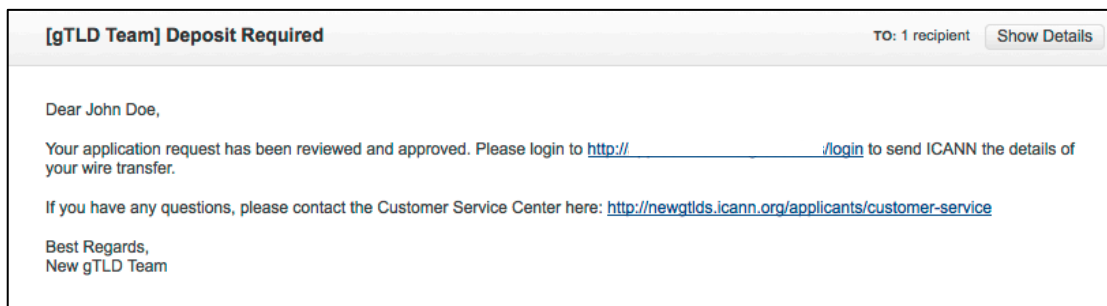 [gTLD Team] Deposit Required
TO: 1 recipient
Show Details
Dear John Doe,
Your application request has been reviewed and approved. Please login to http:// /login to send ICANN the details of
your wire transfer.
If you have any questions, please contact the Customer Service Center here: http://newgtlds.icann.org/applicants/customer-service
Best Regards,
New gTLD Team